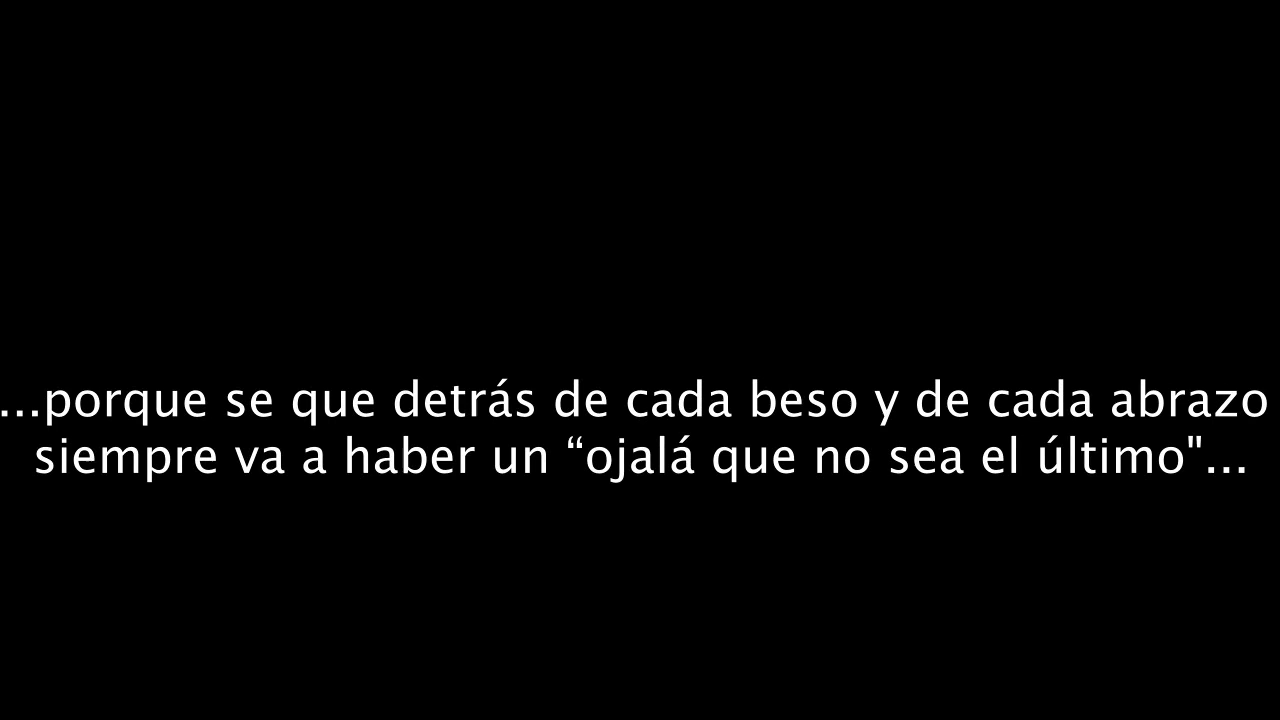 ...porque se que detrás de cada beso y de cada abrazo
siempre va a haber un “ojalá que no sea el último"...